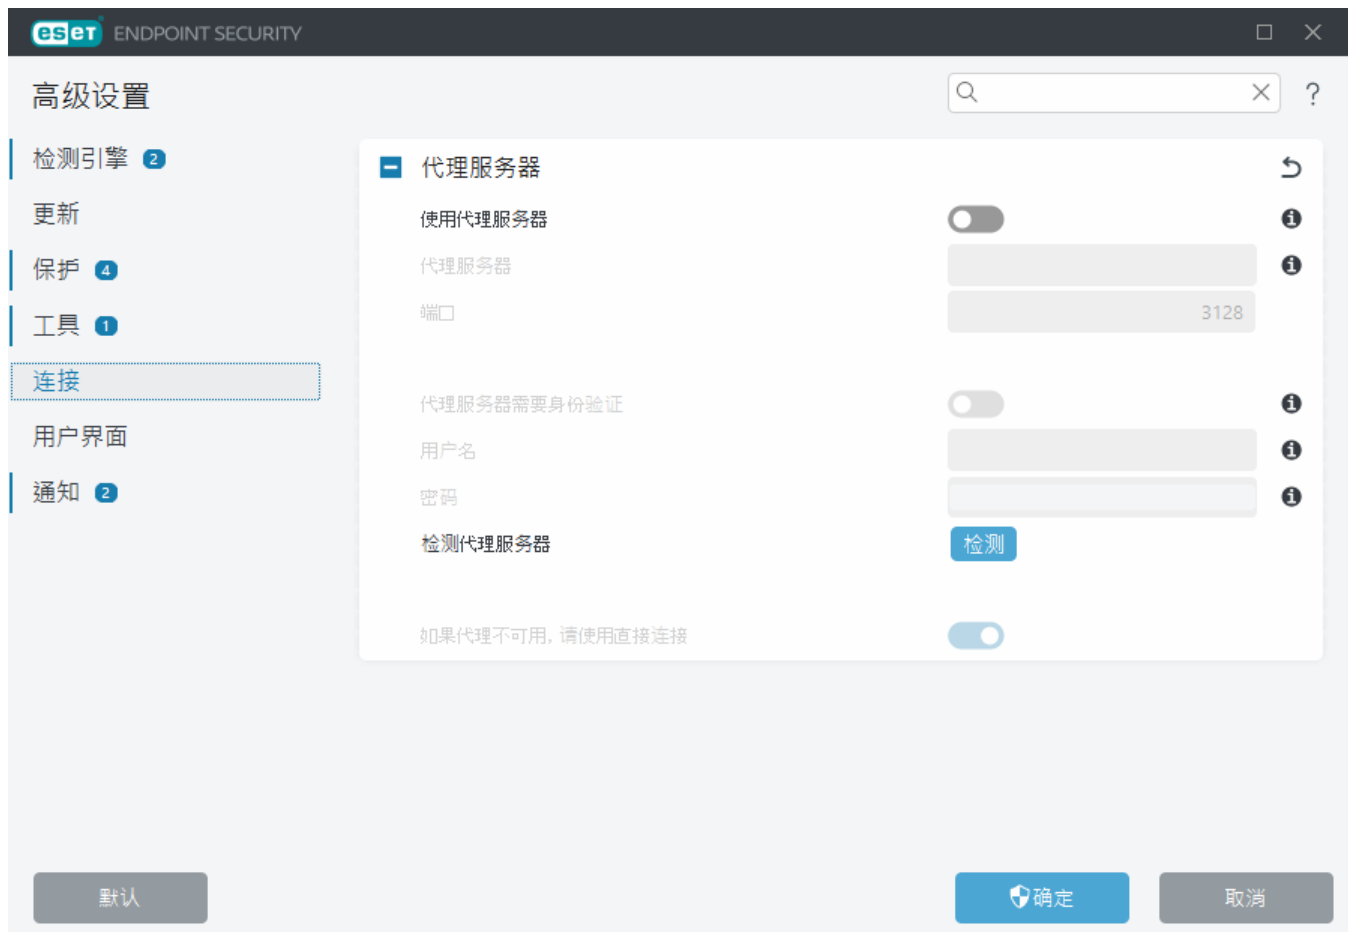 eset ENDPOINT SECURITY
高级设置
?
检测引擎 2
更新
保护 4
工具 1
连接
用户界面
通知 2
代理服务器
使用代理服务器
代理服务器
端口 3128
代理服务器需要身份验证
用户名
密码
检测代理服务器 检测
如果代理不可用, 请使用直接连接
默认 确定 取消